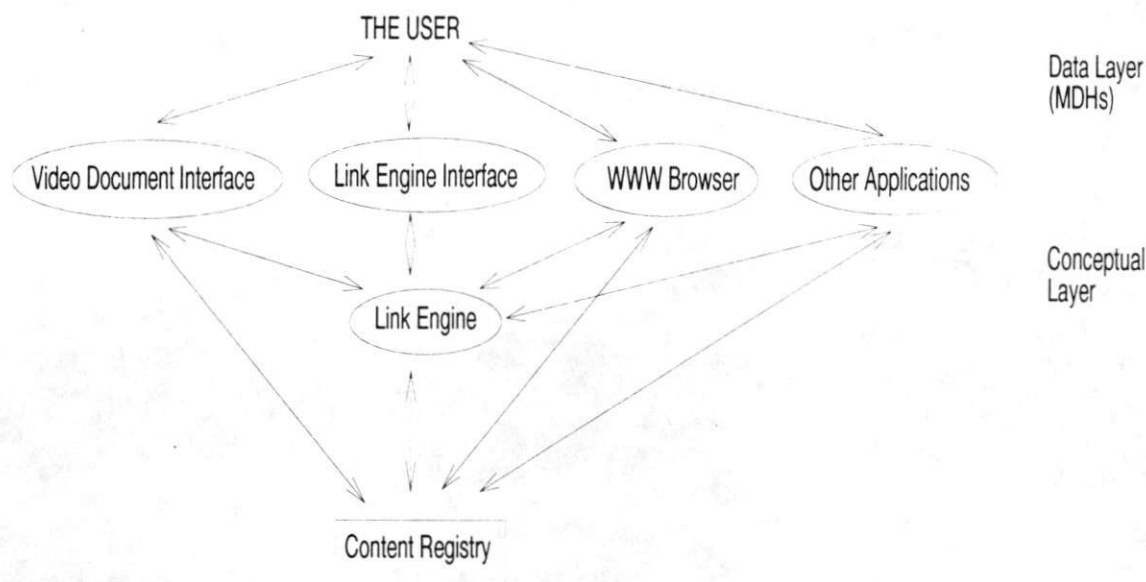 THE USER
Data Layer
(MDHs)
Video Document Interface
Link Engine Interface
WWW Browser
Other Applications
Conceptual
Layer
Link Engine
Content Registry